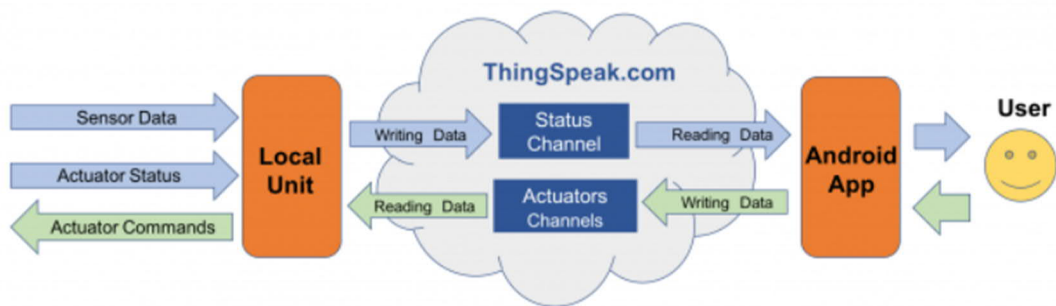 ThingSpeak.com
Sensor Data
Actuator Status
Actuator Commands
Local
Unit
Writing Data
Reading Data
Status
Channel
Actuators
Channels
Reading Data
Writing Data
Android
App
User